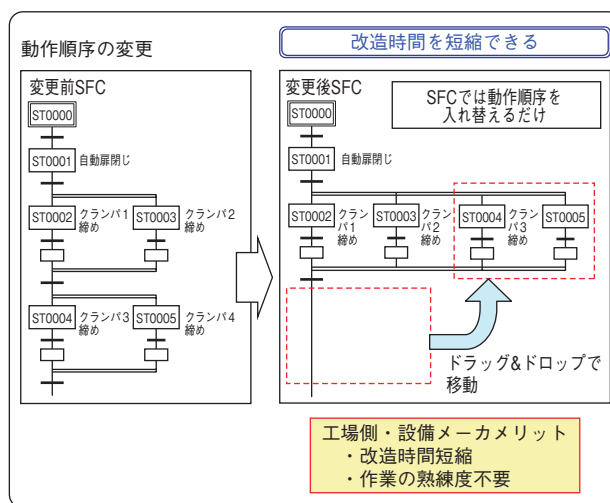 動作順序の変更
改造時間を短縮できる
変更前SFC
ST0000
ST0001 自動扉閉じ
ST0002 クランパ1
締め
ST0003 クランパ2
締め
ST0004 クランパ3
締め
ST0005 クランパ4
締め
変更後SFC
SFCでは動作順序を
入れ替えるだけ
ST0000
ST0001 自動扉閉じ
ST0002 クランパ
1
締め
ST0003 クランパ
2
締め
ST0004 クランパ
3
締め
ST0005
ドラッグ&ドロップで
移動
工場側・設備メーカメリット
・改造時間短縮
・作業の熟練度不要